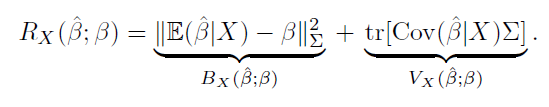 $R_X(\hat{\beta}; \beta) = \underbrace{\|\mathbb{E}(\hat{\beta}|X) - \beta\|_{\Sigma}^2}_{B_X(\hat{\beta};\beta)} + \underbrace{\mathrm{tr}[\mathrm{Cov}(\hat{\beta}|X)\Sigma]}_{V_X(\hat{\beta};\beta)}.$